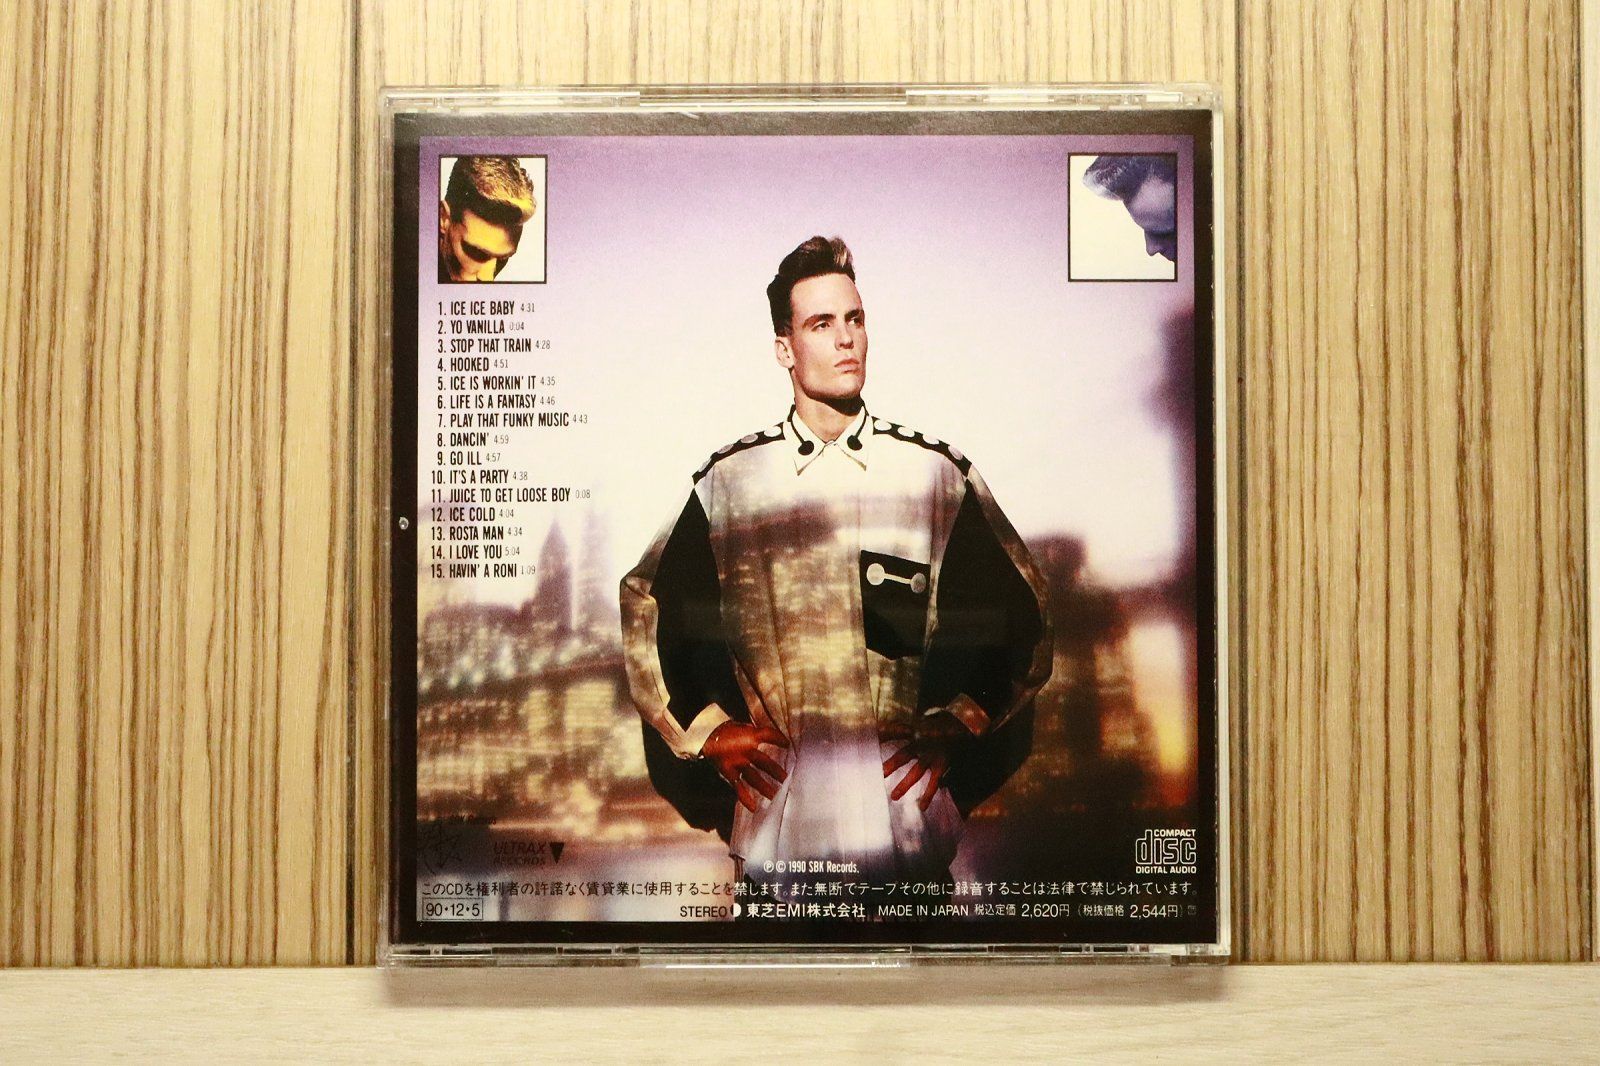 1. ICE ICE BABY 4:31
2. YO VANILLA 0:04
3. STOP THAT TRAIN 4:28
4. HOOKED 4:51
5. ICE IS WORKIN' IT 4:35
6. LIFE IS A FANTASY 4:46
7. PLAY THAT FUNKY MUSIC 4:43
8. DANCIN' 4:59
9. GO ILL 4:57
10. IT'S A PARTY 4:38
11. JUICE TO GET LOOSE BOY 0:08
12. ICE COLD 4:04
13. ROSTA MAN 4:34
14. I LOVE YOU 5:04
15. HAVIN' A RONI 1:09
ULTRAX
RECORDS
COMPACT
disc
DIGITAL AUDIO
℗ © 1990 SBK Records.
このCDを権利者の許諾なく賃貸業に使用することを禁じます。また無断でテープその他に録音することは法律で禁じられています。
90・12・5
STEREO 東芝EMI株式会社 MADE IN JAPAN 税込定価 2,620円 (税抜価格 2,544円)